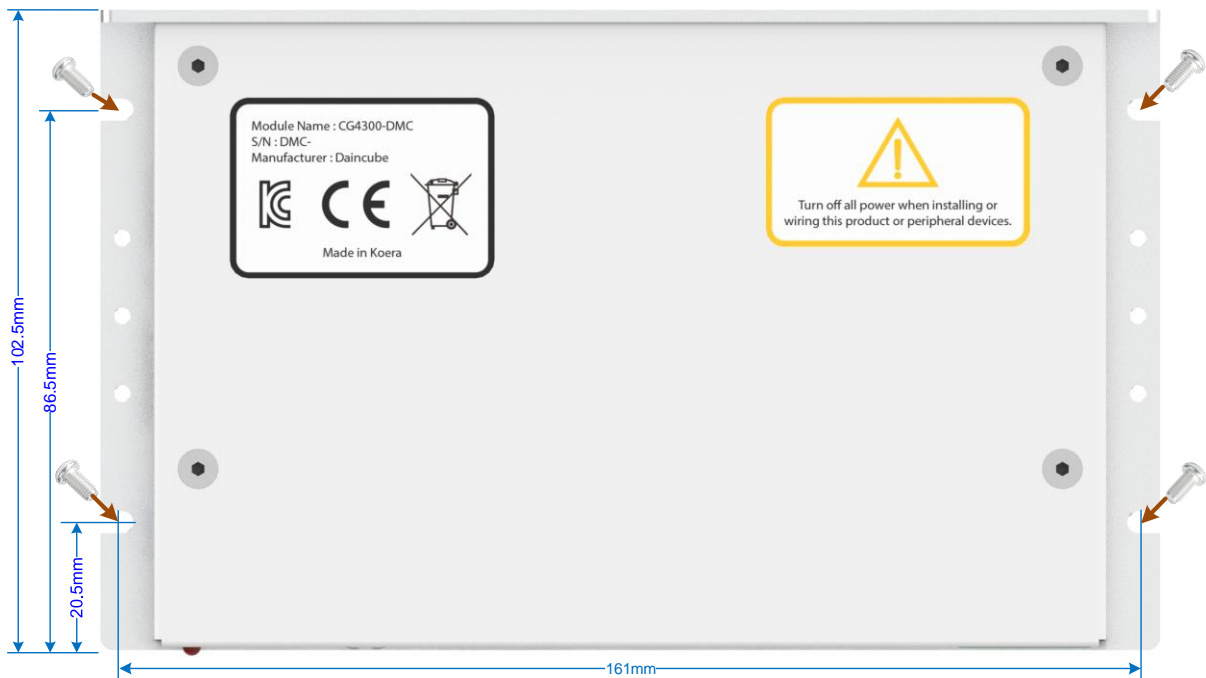 Module Name : CG4300-DMC
S/N : DMC-
Manufacturer : Daincube
CE
Made in Koera
Turn off all power when installing or
wiring this product or peripheral devices.
102.5mm
86.5mm
20.5mm
161mm